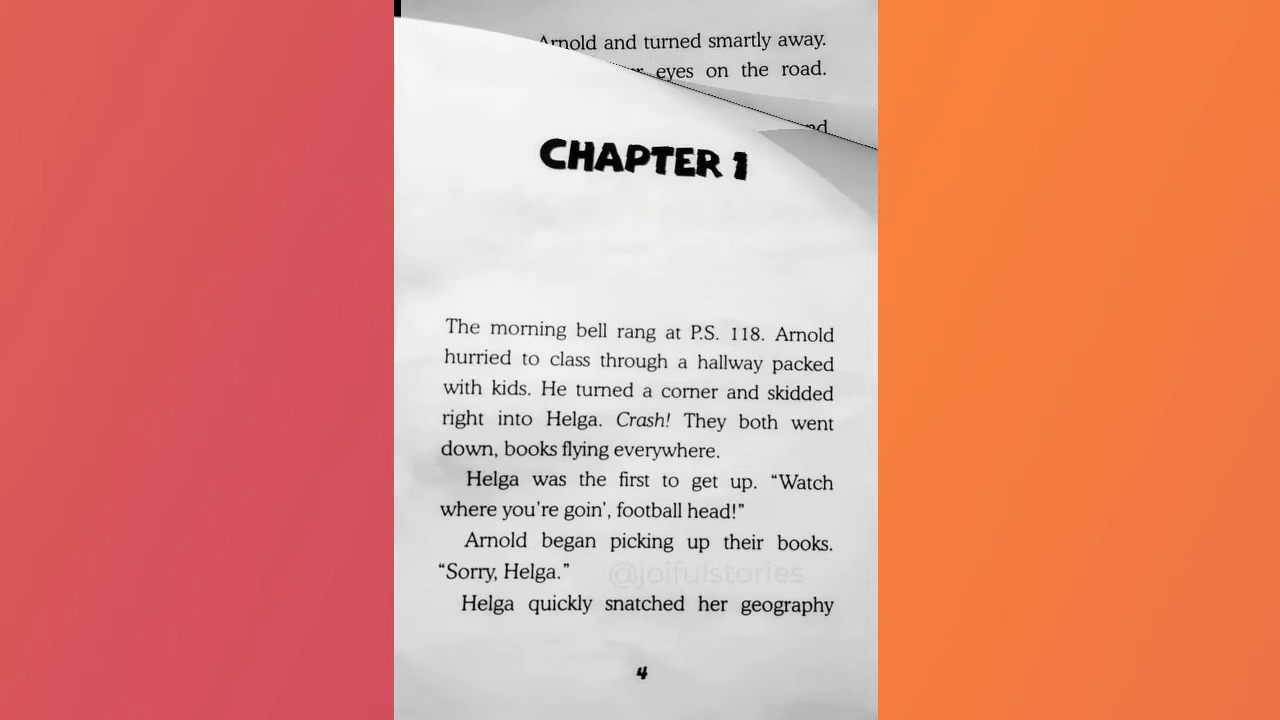 Arnold and turned smartly away.
eyes on the road.
CHAPTER 1
The morning bell rang at P.S. 118. Arnold
hurried to class through a hallway packed
with kids. He turned a corner and skidded
right into Helga. Crash! They both went
down, books flying everywhere.
Helga was the first to get up. “Watch
where you’re goin’, football head!”
Arnold began picking up their books.
“Sorry, Helga.”
@joifulstories
Helga quickly snatched her geography
4